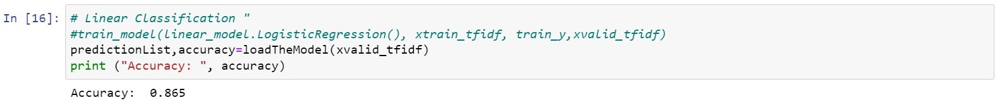 In [16]: # Linear Classification "
#train_model(linear_model.LogisticRegression(), xtrain_tfidf, train_y,xvalid_tfidf)
predictionList,accuracy=loadTheModel(xvalid_tfidf)
print ("Accuracy: ", accuracy)
Accuracy:  0.865